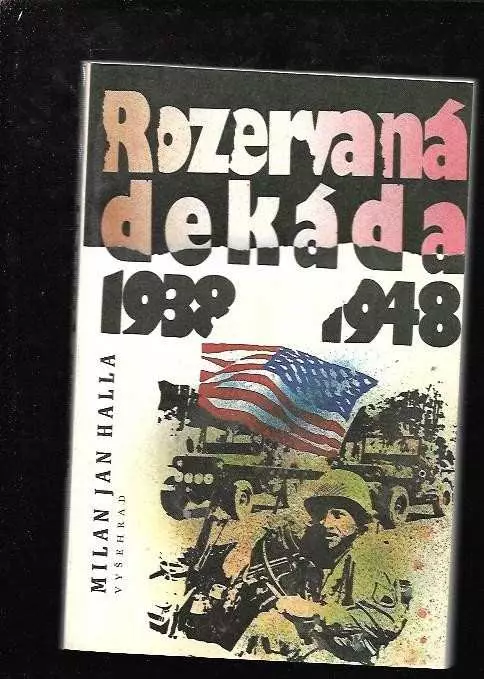 Rozervaná
dekáda
1938 1948
MILAN JAN HALLA
VYŠEHRAD